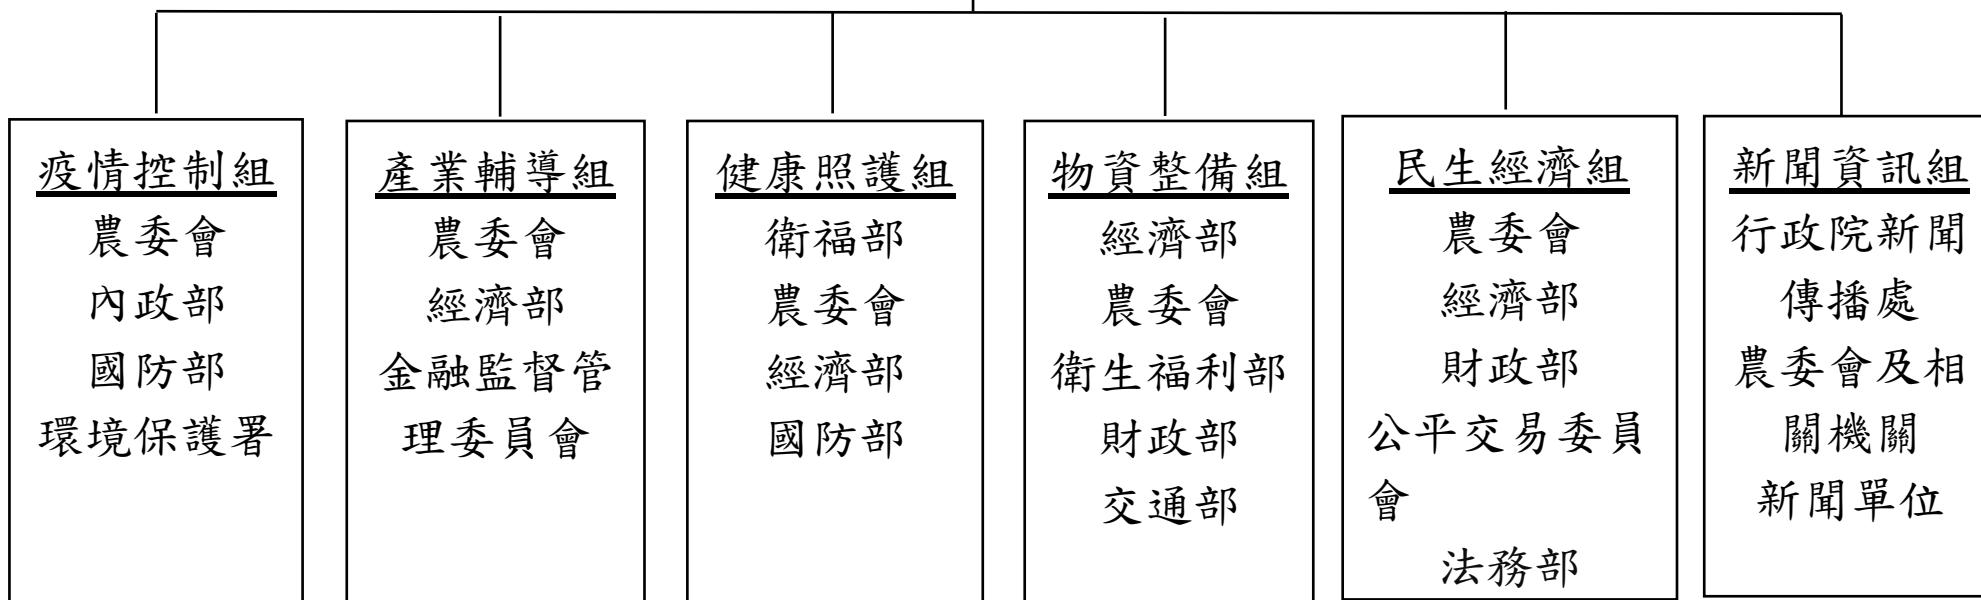 疫情控制組
農委會
內政部
國防部
環境保護署
產業輔導組
農委會
經濟部
金融監督管
理委員會
健康照護組
衛福部
農委會
經濟部
國防部
物資整備組
經濟部
農委會
衛生福利部
財政部
交通部
民生經濟組
農委會
經濟部
財政部
公平交易委員
會
法務部
新聞資訊組
行政院新聞
傳播處
農委會及相
關機關
新聞單位